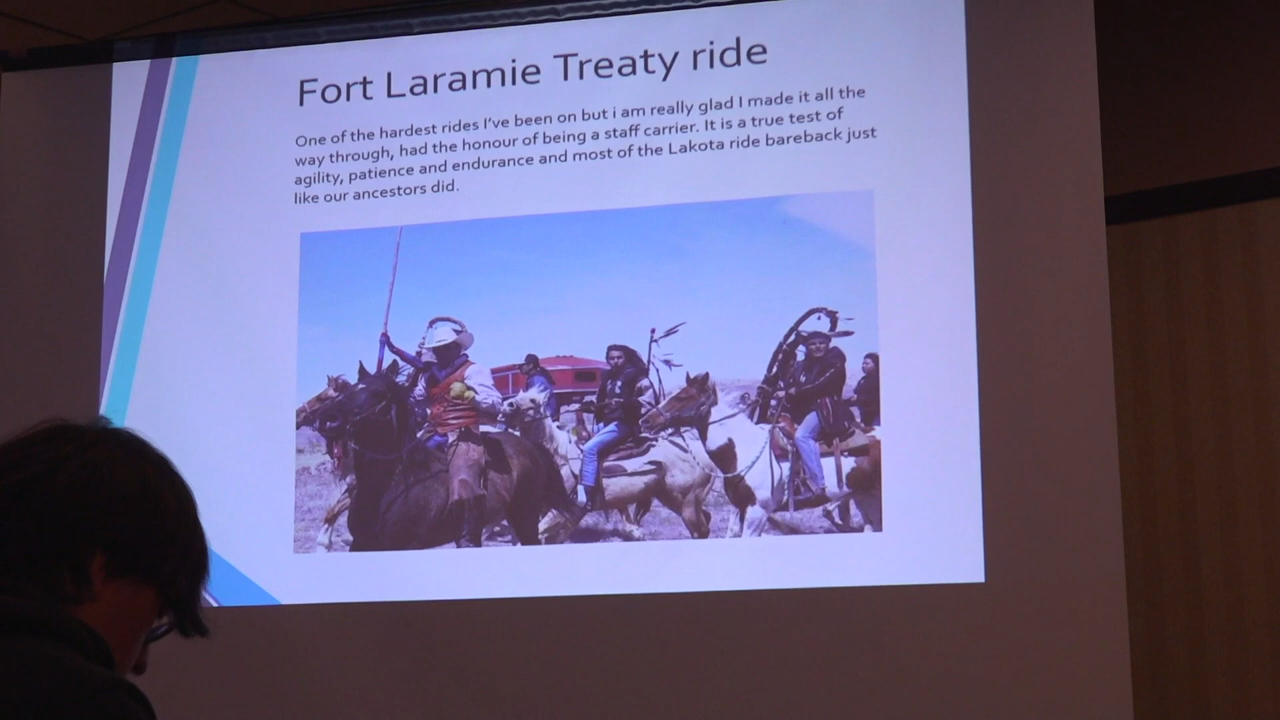 Fort Laramie Treaty ride
One of the hardest rides I've been on but i am really glad I made it all the
way through, had the honour of being a staff carrier. It is a true test of
agility, patience and endurance and most of the Lakota ride bareback just
like our ancestors did.